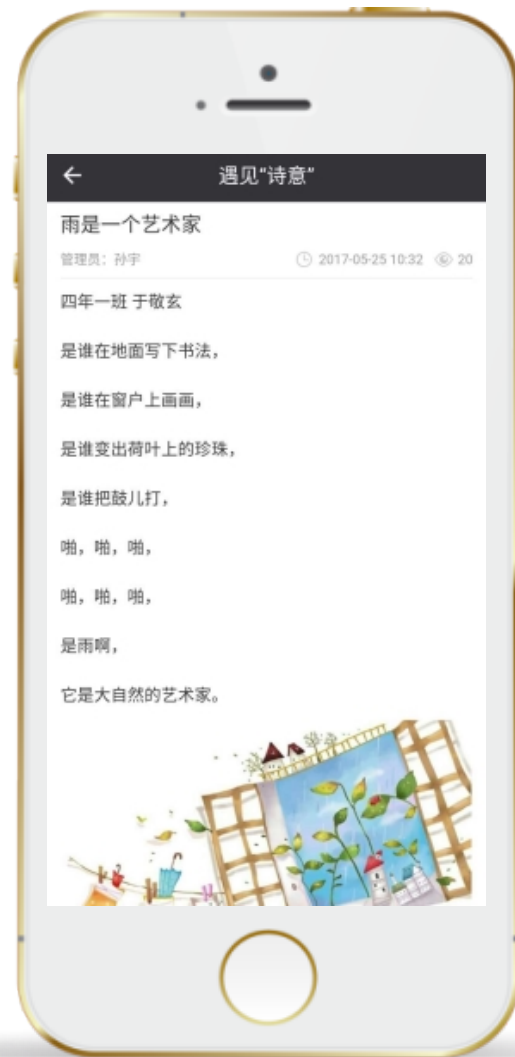 遇见“诗意”
雨是一个艺术家
管理员：孙宇 2017-05-25 10:32 20
四年一班 于敬玄
是谁在地面写下书法，
是谁在窗户上画画，
是谁变出荷叶上的珍珠，
是谁把鼓儿打，
啪，啪，啪，
啪，啪，啪，
是雨啊，
它是大自然的艺术家。